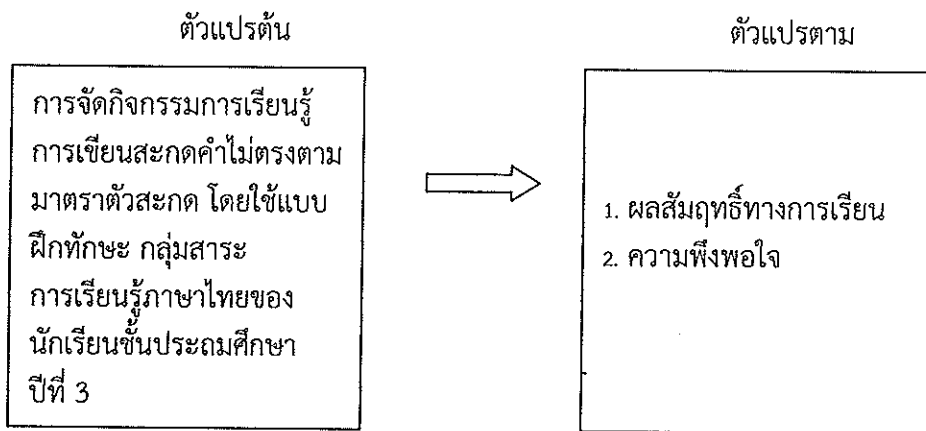 ตัวแปรต้น
ตัวแปรตาม
การจัดกิจกรรมการเรียนรู้
การเขียนสะกดคำไม่ตรงตาม
มาตราตัวสะกด โดยใช้แบบ
ฝึกทักษะ กลุ่มสาระ
การเรียนรู้ภาษาไทยของ
นักเรียนชั้นประถมศึกษา
ปีที่ 3
1. ผลสัมฤทธิ์ทางการเรียน
2. ความพึงพอใจ